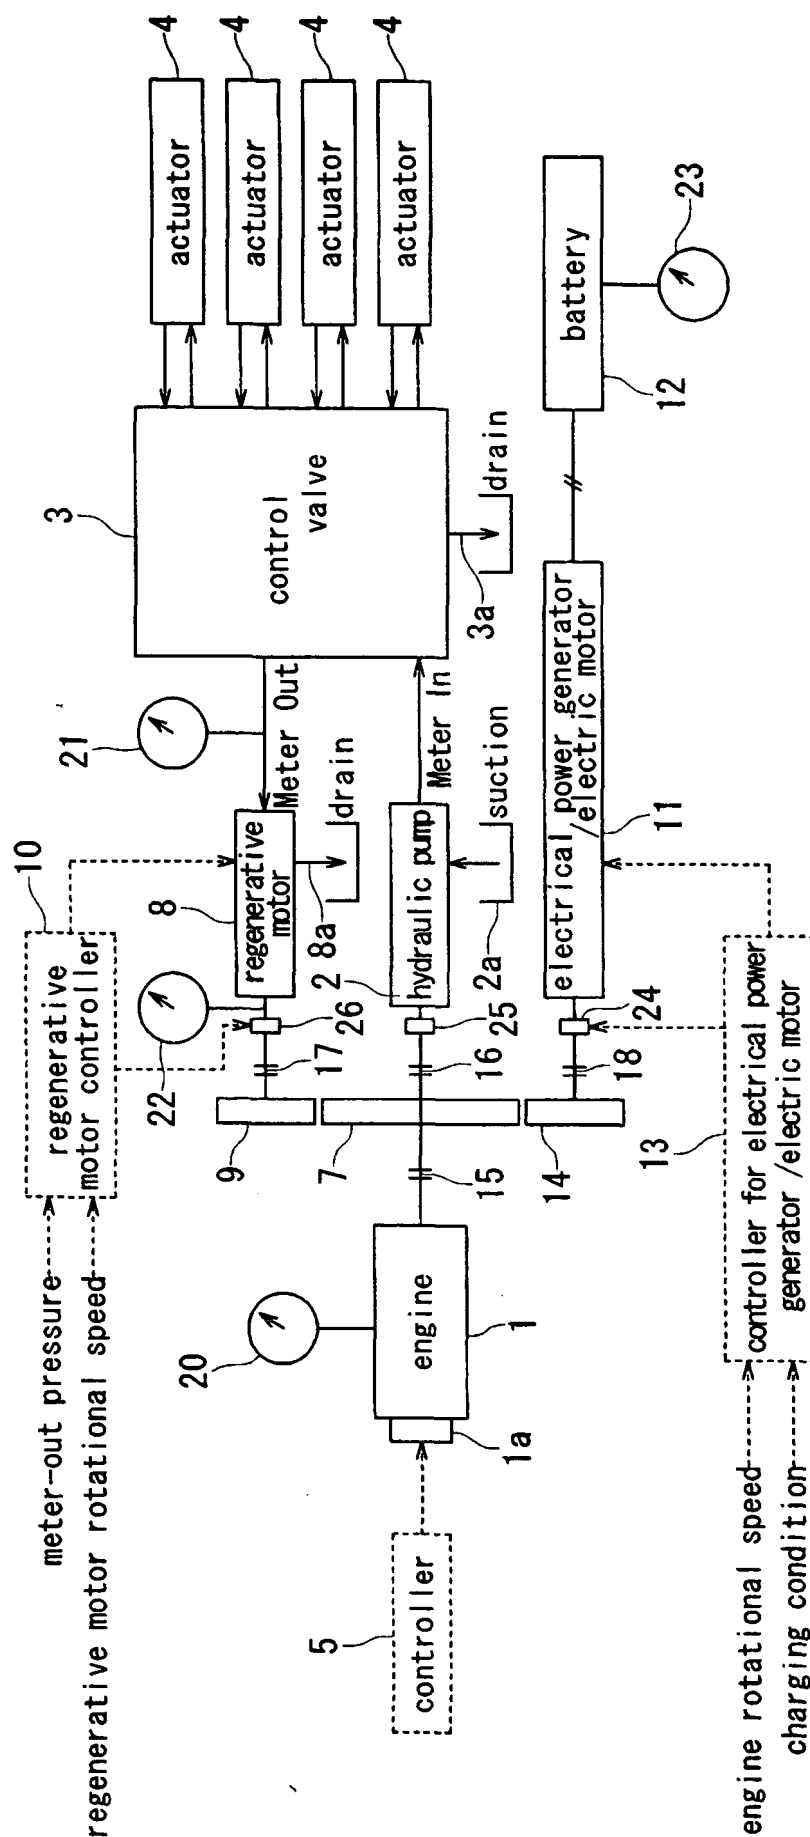 meter-out pressure
regenerative motor rotational speed
10
regenerative
motor controller
22
21
8
regenerative
motor
Meter Out
8a
drain
26
17
9
3
control
valve
3a
drain
4
actuator
4
actuator
4
actuator
4
actuator
5
controller
20
engine
1a
1
15
7
16
25
2
hydraulic pump
Meter In
2a
suction
14
18
24
electrical power generator
/electric motor
11
battery
12
23
13
controller for electrical power
generator /electric motor
engine rotational speed
charging condition